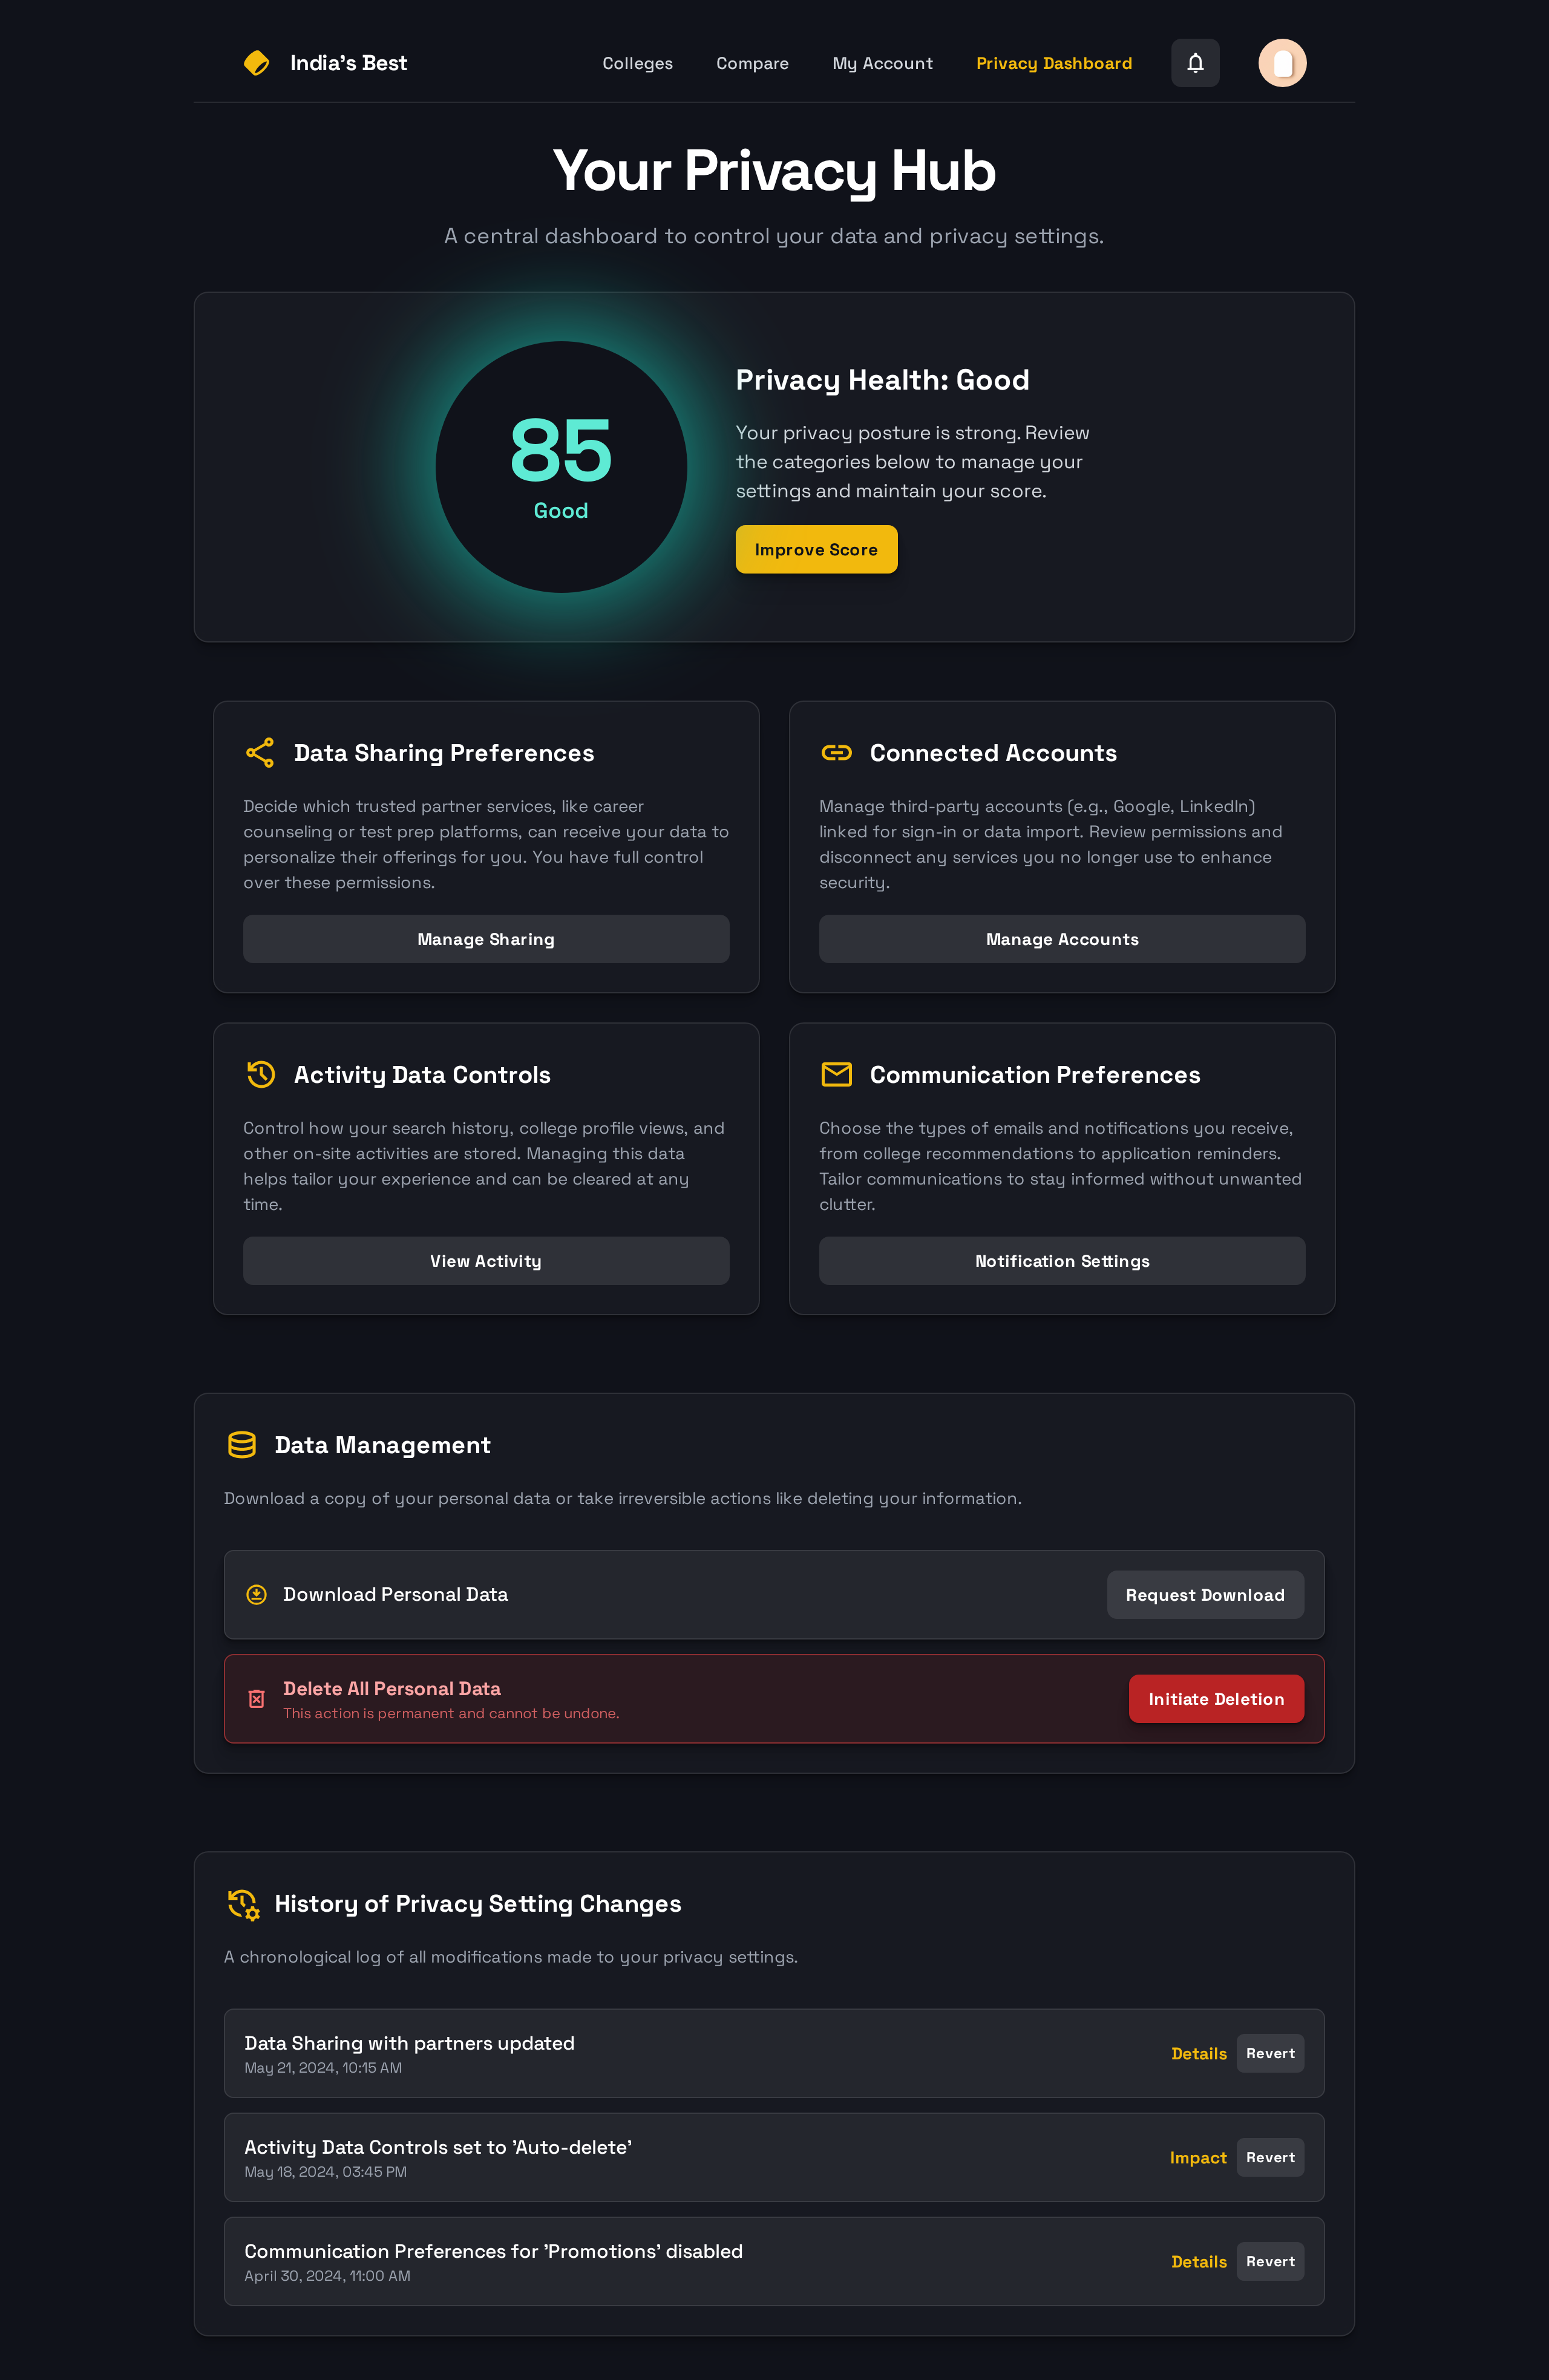 India's Best
Colleges
Compare
My Account
Privacy Dashboard
Your Privacy Hub
A central dashboard to control your data and privacy settings.
85
Good
Privacy Health: Good
Your privacy posture is strong. Review
the categories below to manage your
settings and maintain your score.
Improve Score
Data Sharing Preferences
Decide which trusted partner services, like career
counseling or test prep platforms, can receive your data to
personalize their offerings for you. You have full control
over these permissions.
Manage Sharing
Connected Accounts
Manage third-party accounts (e.g., Google, LinkedIn)
linked for sign-in or data import. Review permissions and
disconnect any services you no longer use to enhance
security.
Manage Accounts
Activity Data Controls
Control how your search history, college profile views, and
other on-site activities are stored. Managing this data
helps tailor your experience and can be cleared at any
time.
View Activity
Communication Preferences
Choose the types of emails and notifications you receive,
from college recommendations to application reminders.
Tailor communications to stay informed without unwanted
clutter.
Notification Settings
Data Management
Download a copy of your personal data or take irreversible actions like deleting your information.
Download Personal Data
Request Download
Delete All Personal Data
This action is permanent and cannot be undone.
Initiate Deletion
History of Privacy Setting Changes
A chronological log of all modifications made to your privacy settings.
Data Sharing with partners updated
May 21, 2024, 10:15 AM
Details
Revert
Activity Data Controls set to 'Auto-delete'
May 18, 2024, 03:45 PM
Impact
Revert
Communication Preferences for 'Promotions' disabled
April 30, 2024, 11:00 AM
Details
Revert